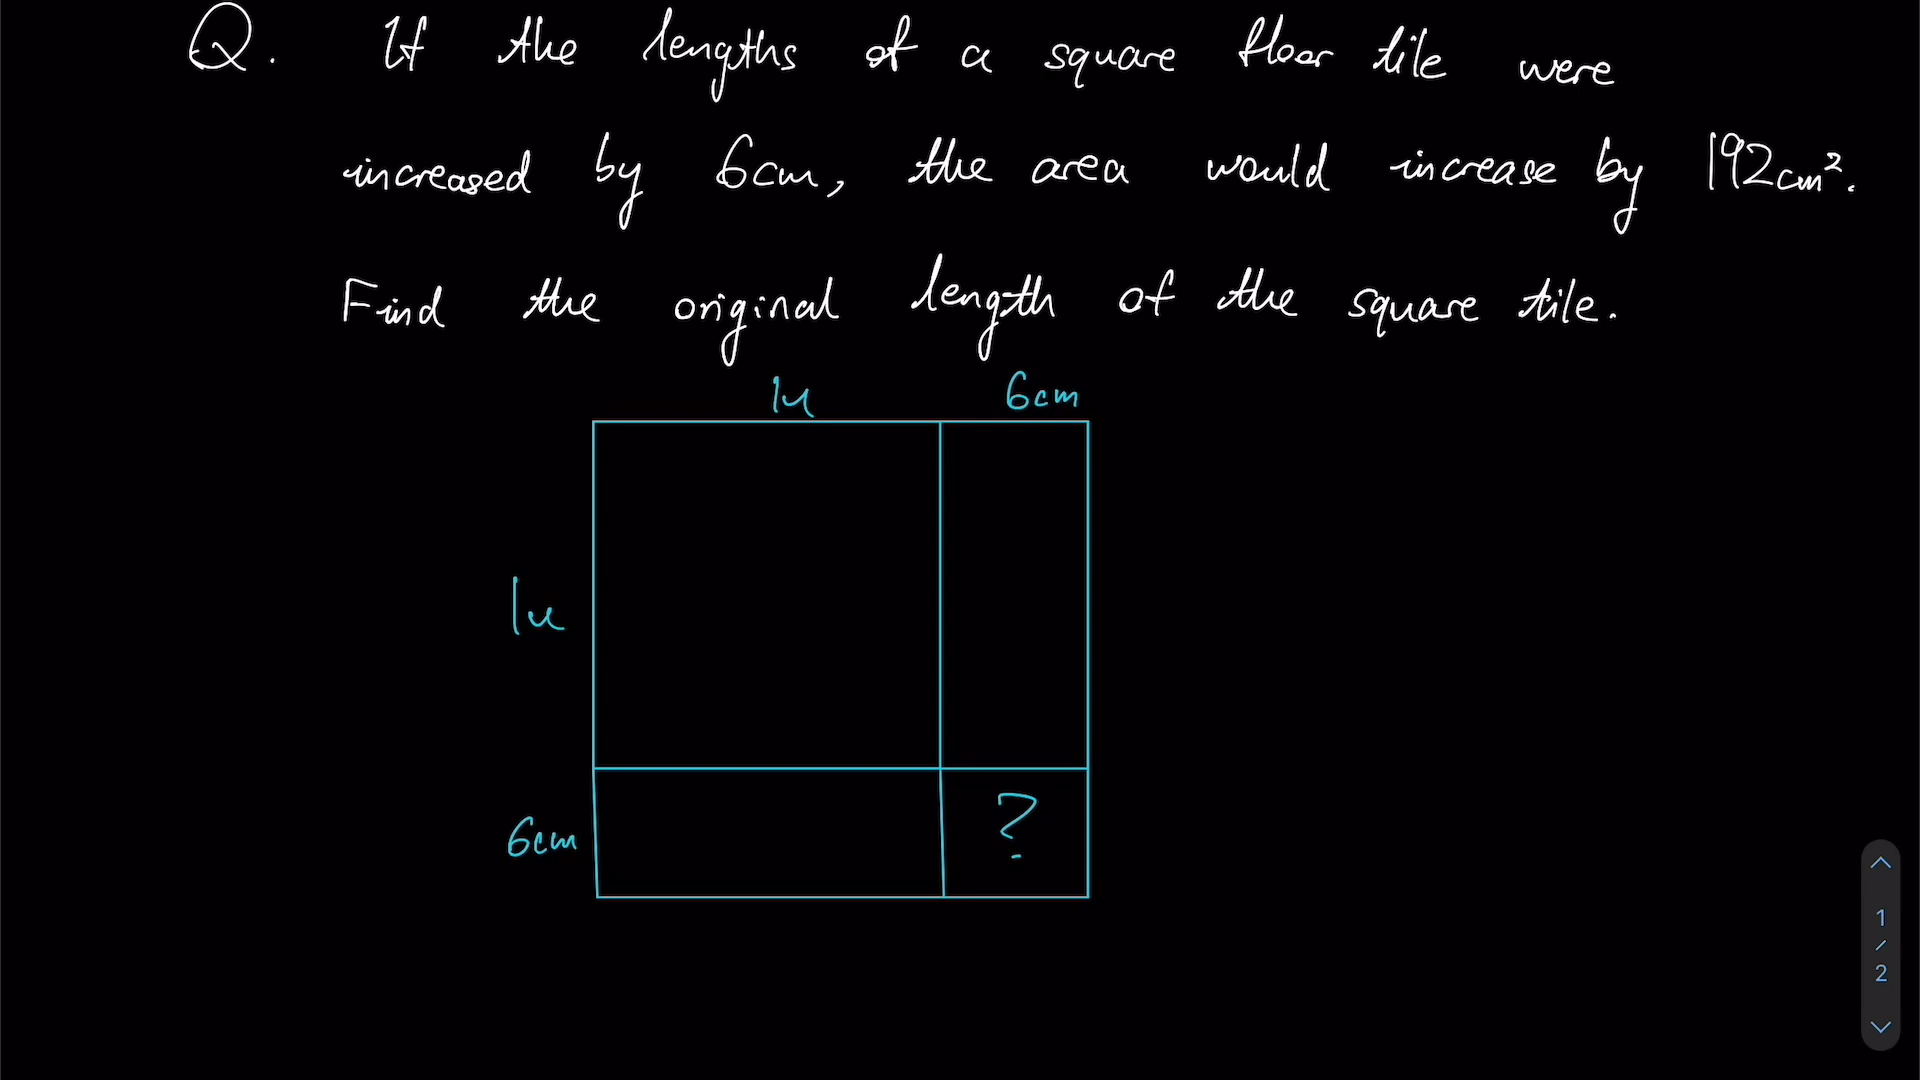 Q. If the lengths of a square floor tile were
increased by 6cm, the area would increase by 192cm².
Find the original length of the square tile.
1u 6cm
1u
6cm ?
1
/
2